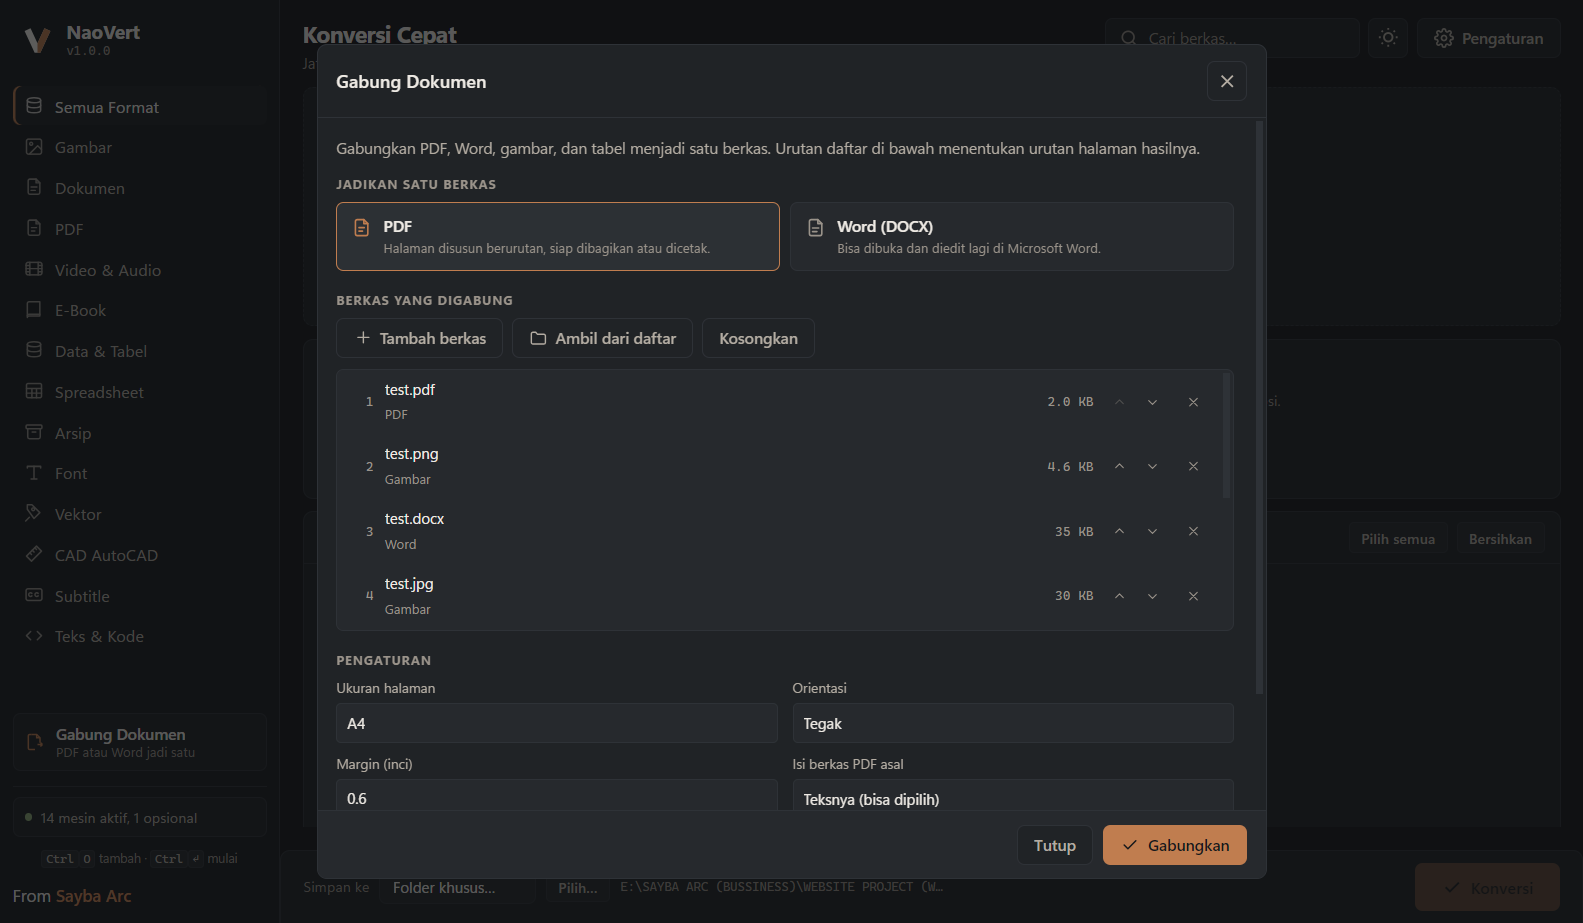 NaoVert
v1.0.0
Semua Format
Gambar
Dokumen
PDF
Video & Audio
E-Book
Data & Tabel
Spreadsheet
Arsip
Font
Vektor
CAD AutoCAD
Subtitle
Teks & Kode
Gabung Dokumen
PDF atau Word jadi satu
14 mesin aktif, 1 opsional
Ctrl O tambah · Ctrl ↵ mulai
From Sayba Arc
Konversi Cepat
Cari berkas...
Pengaturan
Gabung Dokumen
Gabungkan PDF, Word, gambar, dan tabel menjadi satu berkas. Urutan daftar di bawah menentukan urutan halaman hasilnya.
JADIKAN SATU BERKAS
PDF
Halaman disusun berurutan, siap dibagikan atau dicetak.
Word (DOCX)
Bisa dibuka dan diedit lagi di Microsoft Word.
BERKAS YANG DIGABUNG
Tambah berkas
Ambil dari daftar
Kosongkan
1 test.pdf 2.0 KB
PDF
2 test.png 4.6 KB
Gambar
3 test.docx 35 KB
Word
4 test.jpg 30 KB
Gambar
PENGATURAN
Ukuran halaman
A4
Orientasi
Tegak
Margin (inci)
0.6
Isi berkas PDF asal
Teksnya (bisa dipilih)
Tutup
Gabungkan
Pilih semua
Bersihkan
Simpan ke
Folder khusus...
Pilih...
E:\SAYBA ARC (BUSSINESS)\WEBSITE PROJECT (W…
Konversi